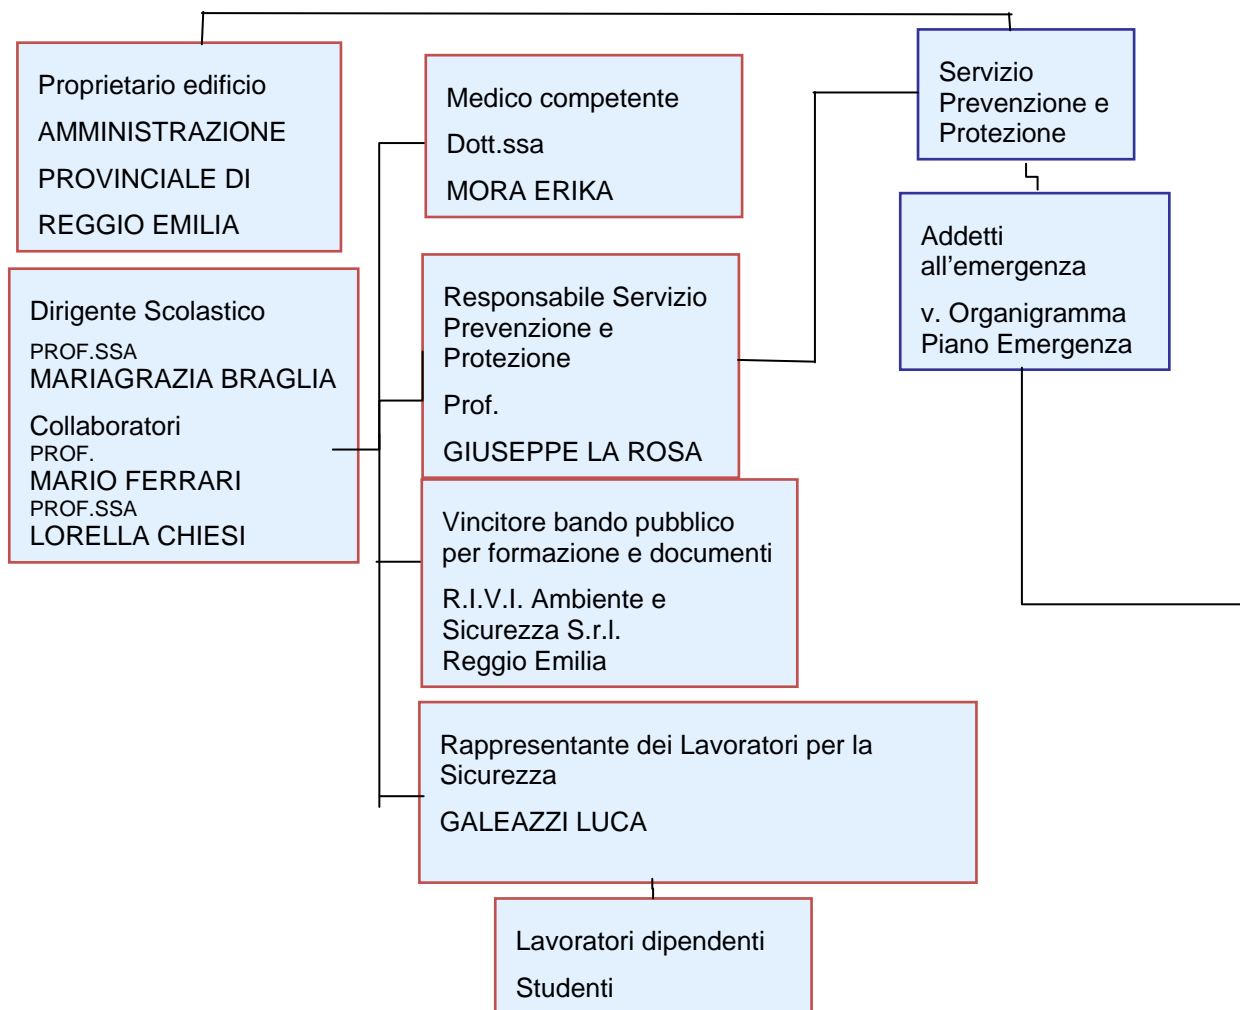 Proprietario edificio
AMMINISTRAZIONE
PROVINCIALE DI
REGGIO EMILIA
Dirigente Scolastico
PROF.SSA
MARIAGRAZIA BRAGLIA
Collaboratori
PROF.
MARIO FERRARI
PROF.SSA
LORELLA CHIESI
Medico competente
Dott.ssa
MORA ERIKA
Responsabile Servizio
Prevenzione e
Protezione
Prof.
GIUSEPPE LA ROSA
Vincitore bando pubblico
per formazione e documenti
R.I.V.I. Ambiente e
Sicurezza S.r.l.
Reggio Emilia
Rappresentante dei Lavoratori per la
Sicurezza
GALEAZZI LUCA
Lavoratori dipendenti
Studenti
Servizio
Prevenzione e
Protezione
Addetti
all’emergenza
v. Organigramma
Piano Emergenza